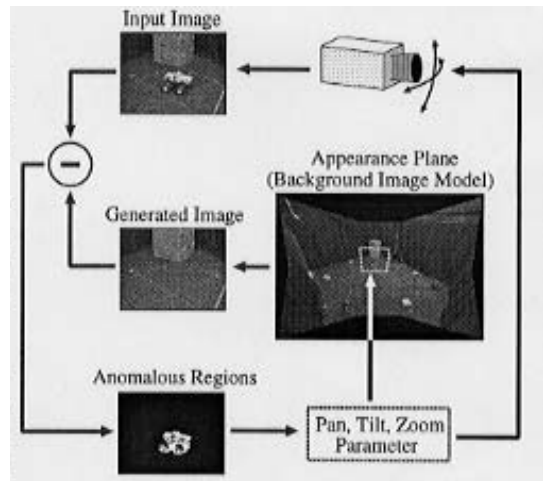 Input Image
Appearance Plane
(Background Image Model)
Generated Image
Anomalous Regions
Pan, Tilt, Zoom
Parameter